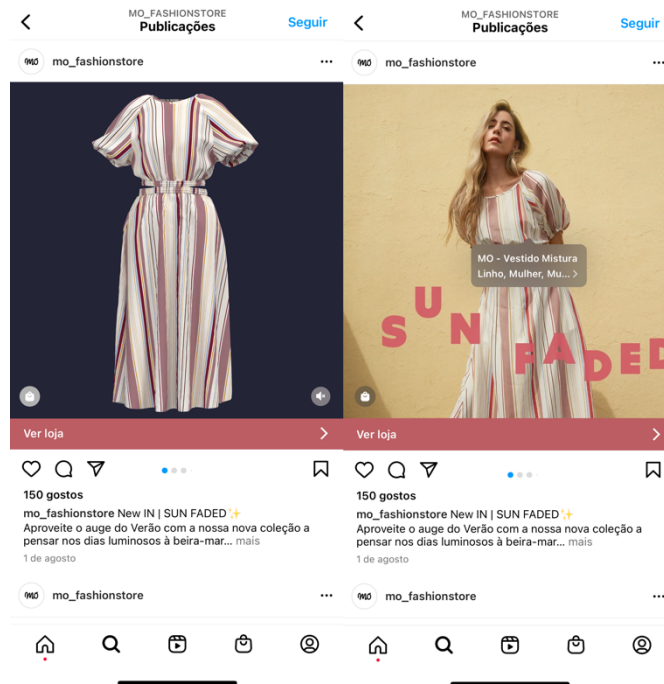 MO_FASHIONSTORE
Publicações
Seguir
mo_fashionstore
Ver loja
150 gostos
mo_fashionstore New IN | SUN FADED✨
Aproveite o auge do Verão com a nossa nova coleção a
pensar nos dias luminosos à beira-mar... mais
1 de agosto
mo_fashionstore
MO_FASHIONSTORE
Publicações
Seguir
mo_fashionstore
MO - Vestido Mistura
Linho, Mulher, Mu...
SUN FADED
Ver loja
150 gostos
mo_fashionstore New IN | SUN FADED✨
Aproveite o auge do Verão com a nossa nova coleção a
pensar nos dias luminosos à beira-mar... mais
1 de agosto
mo_fashionstore